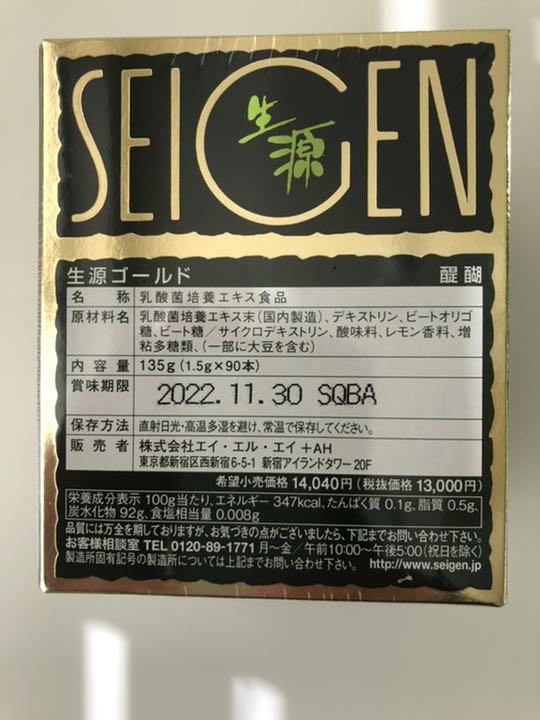 SEIGEN
生源
生源ゴールド 醍醐
名称 乳酸菌培養エキス食品
原材料名 乳酸菌培養エキス末(国内製造)、デキストリン、ビートオリゴ
糖、ビート糖/サイクロデキストリン、酸味料、レモン香料、増
粘多糖類、(一部に大豆を含む)
内容量 135g(1.5g×90本)
賞味期限 2022.11.30 SQBA
保存方法 直射日光・高温多湿を避け、常温で保存してください。
販売者 株式会社エイ・エル・エイ+AH
東京都新宿区西新宿6-5-1 新宿アイランドタワー20F
希望小売価格 14,040円(税抜価格13,000円)
栄養成分表示 100g当たり、エネルギー347kcal、たんぱく質0.1g、脂質0.5g、
炭水化物92g、食塩相当量0.008g
品質には万全を期しておりますが、お気づきの点がございましたら、下記までお問い合わせ下さい。
お客様相談室 TEL 0120-89-1771 月~金/午前10:00~午後5:00(祝日を除く)
製造所固有記号の製造所については上記までお問い合わせ下さい。 http://www.seigen.jp